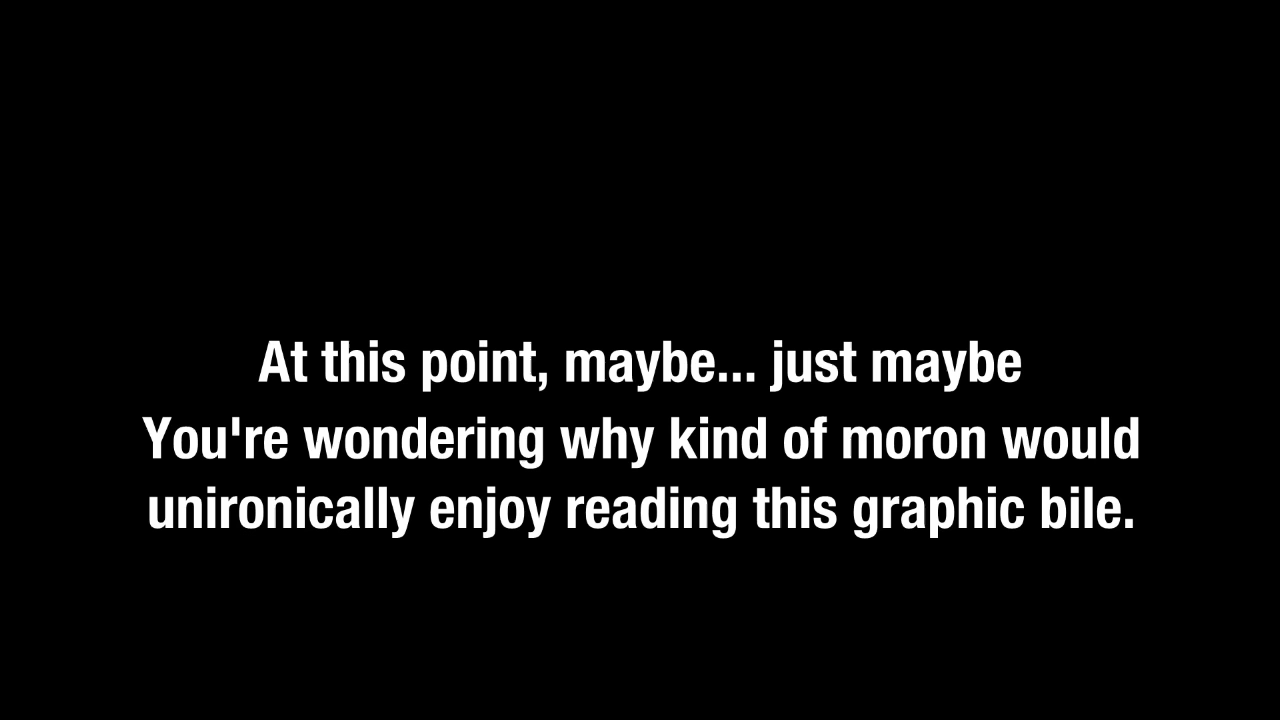 At this point, maybe... just maybe
You're wondering why kind of moron would
unironically enjoy reading this graphic bile.